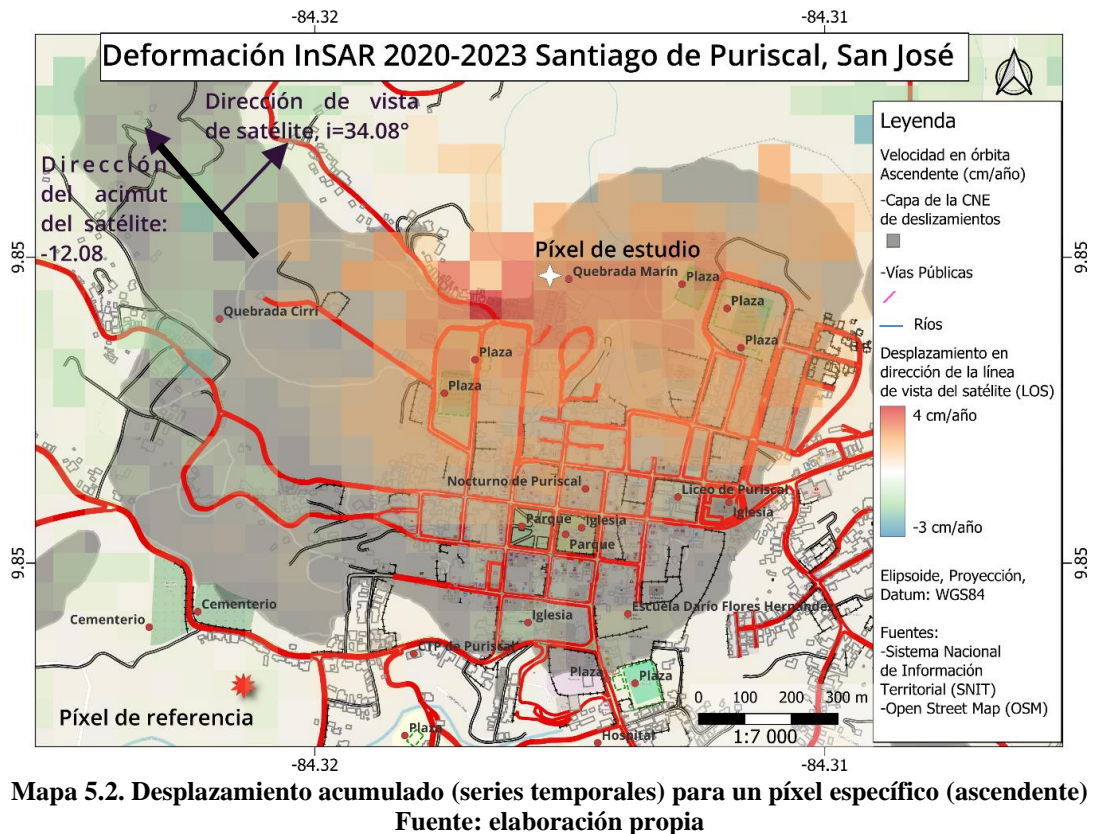 -84.32
-84.31
Deformación InSAR 2020-2023 Santiago de Puriscal, San José
Dirección de vista
de satélite, i=34.08°
Dirección
del acimut
del satélite:
-12.08
9.85
9.85
Píxel de estudio
Quebrada Marín
Plaza
Plaza
Plaza
Quebrada Cirrí
Plaza
Plaza
Nocturno de Puriscal
Liceo de Puriscal
Iglesia
Parque
Iglesia
Parque
9.85
9.85
Cementerio
Cementerio
Iglesia
Escuela Darío Flores Hernández
CTP de Puriscal
Plaza
Plaza
Píxel de referencia
Plaza
Hospital
0 100 200 300 m
1:7 000
-84.32
-84.31
Leyenda
Velocidad en órbita
Ascendente (cm/año)
-Capa de la CNE
de deslizamientos
-Vías Públicas
Ríos
Desplazamiento en
dirección de la línea
de vista del satélite (LOS)
4 cm/año
-3 cm/año
Elipsoide, Proyección,
Datum: WGS84
Fuentes:
-Sistema Nacional
de Información
Territorial (SNIT)
-Open Street Map (OSM)
Mapa 5.2. Desplazamiento acumulado (series temporales) para un píxel específico (ascendente)
Fuente: elaboración propia